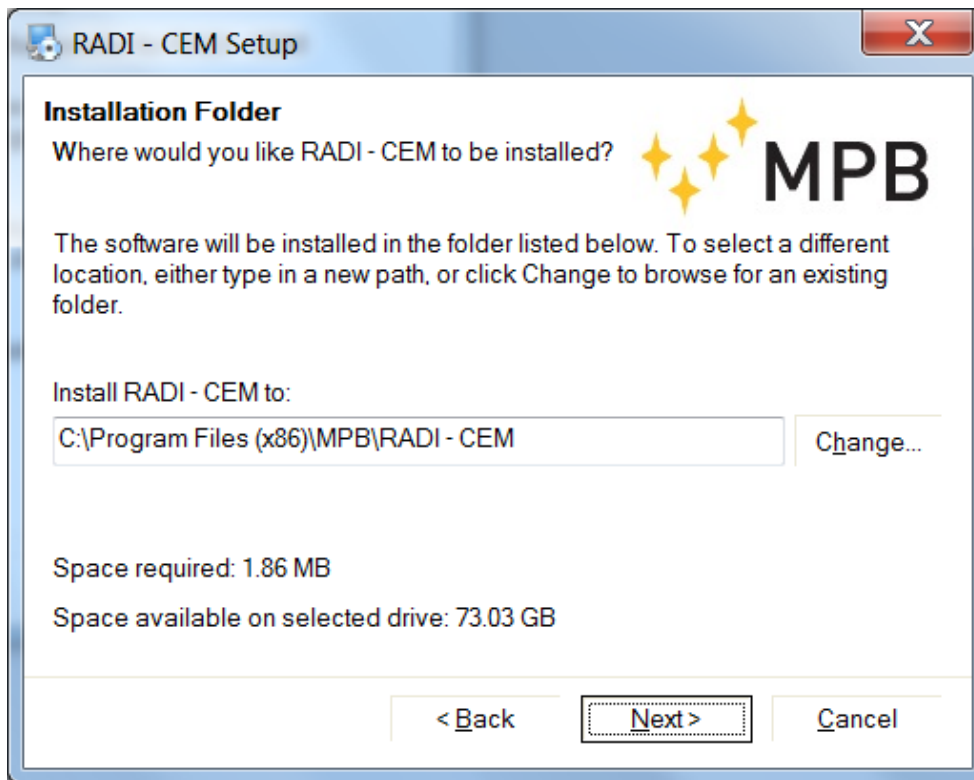 RADI - CEM Setup
Installation Folder
Where would you like RADI - CEM to be installed?
MPB
The software will be installed in the folder listed below. To select a different
location, either type in a new path, or click Change to browse for an existing
folder.
Install RADI - CEM to:
C:\Program Files (x86)\MPB\RADI - CEM
Change...
Space required: 1.86 MB
Space available on selected drive: 73.03 GB
< Back
Next >
Cancel